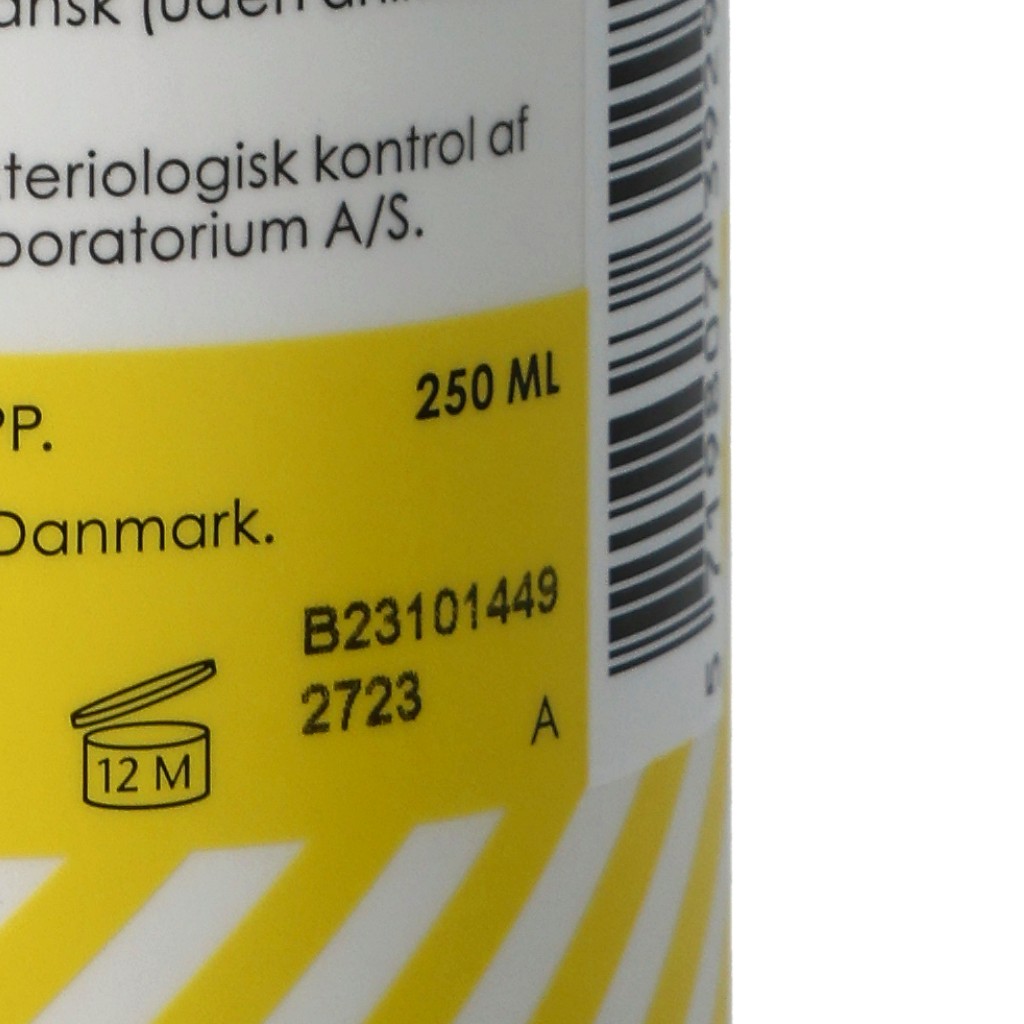 teriologisk kontrol af
boratorium A/S.
250 ML
PP.
Danmark.
B23101449
2723
A
12 M